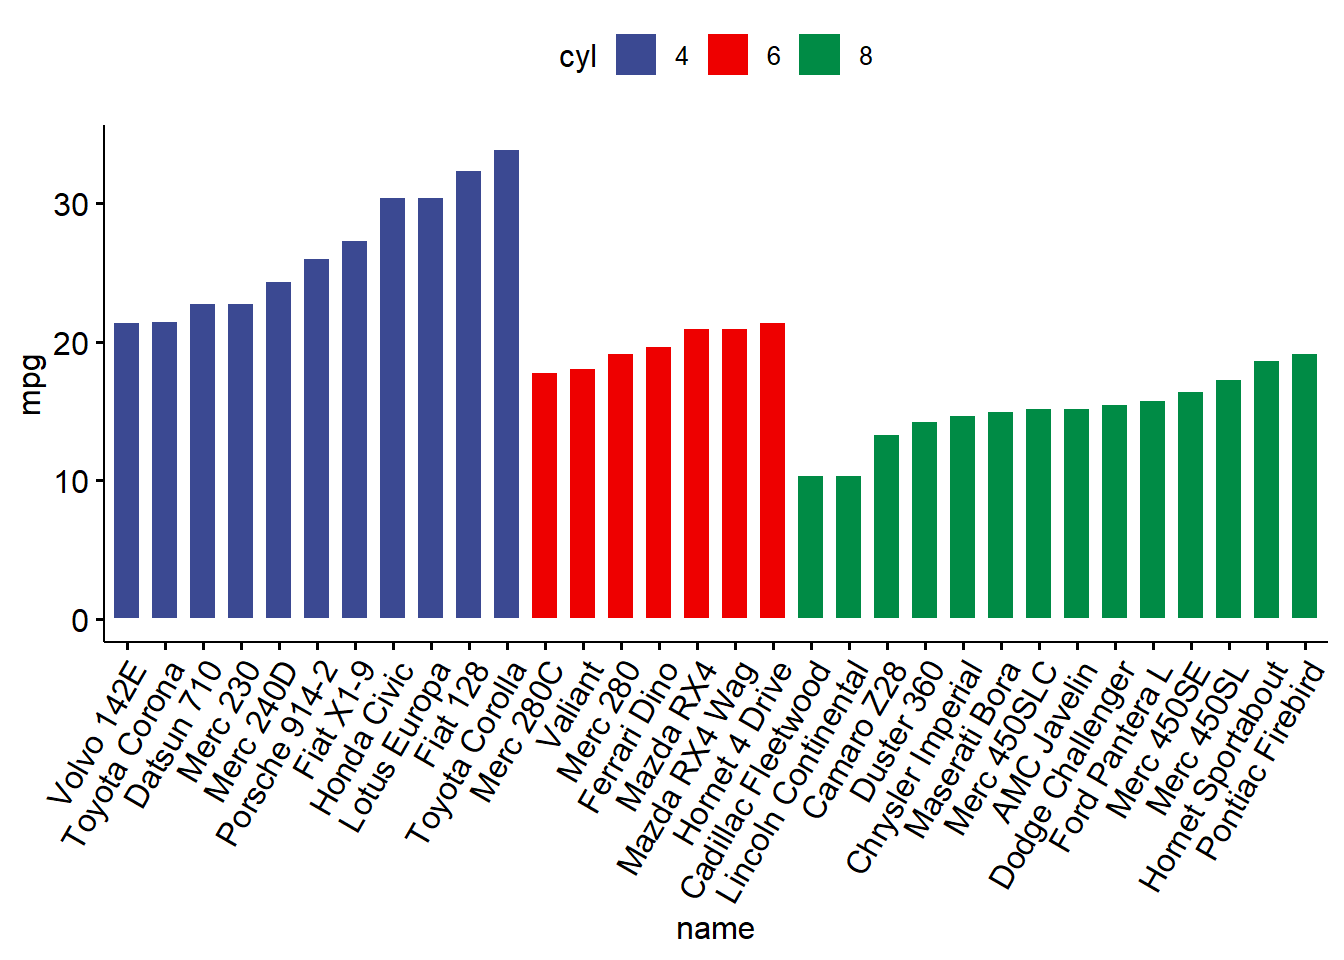 cyl 4 6 8
mpg
30
20
10
0
Volvo 142E
Toyota Corona
Datsun 710
Merc 230
Merc 240D
Porsche 914-2
Fiat X1-9
Honda Civic
Lotus Europa
Fiat 128
Toyota Corolla
Merc 280C
Valiant
Merc 280
Ferrari Dino
Mazda RX4
Mazda RX4 Wag
Hornet 4 Drive
Cadillac Fleetwood
Lincoln Continental
Camaro Z28
Duster 360
Chrysler Imperial
Maserati Bora
Merc 450SLC
AMC Javelin
Dodge Challenger
Ford Pantera L
Merc 450SE
Merc 450SL
Hornet Sportabout
Pontiac Firebird
name